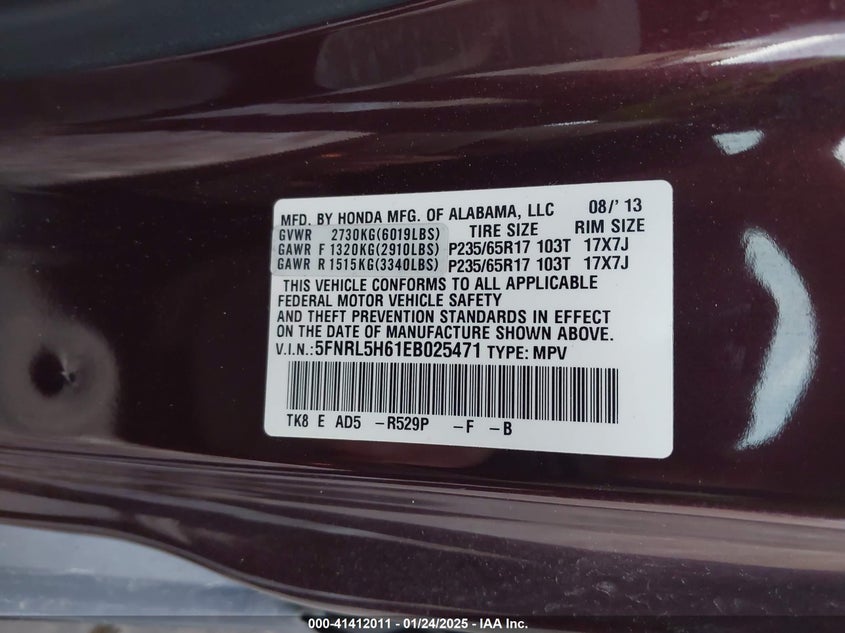 MFD. BY HONDA MFG. OF ALABAMA, LLC 08/'13
GVWR 2730KG(6019LBS) TIRE SIZE RIM SIZE
GAWR F 1320KG(2910LBS) P235/65R17 103T 17X7J
GAWR R 1515KG(3340LBS) P235/65R17 103T 17X7J
THIS VEHICLE CONFORMS TO ALL APPLICABLE
FEDERAL MOTOR VEHICLE SAFETY
AND THEFT PREVENTION STANDARDS IN EFFECT
ON THE DATE OF MANUFACTURE SHOWN ABOVE.
V.I.N.:5FNRL5H61EB025471 TYPE: MPV
TK8 E AD5 -R529P -F -B
000-41412011 - 01/24/2025 - IAA Inc.